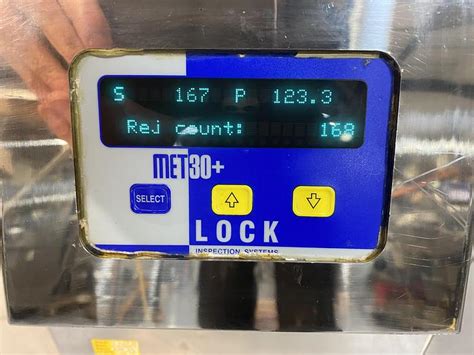 S 167 P 123.3
Rej count: 168
MET30+
SELECT
LOCK
INSPECTION SYSTEMS